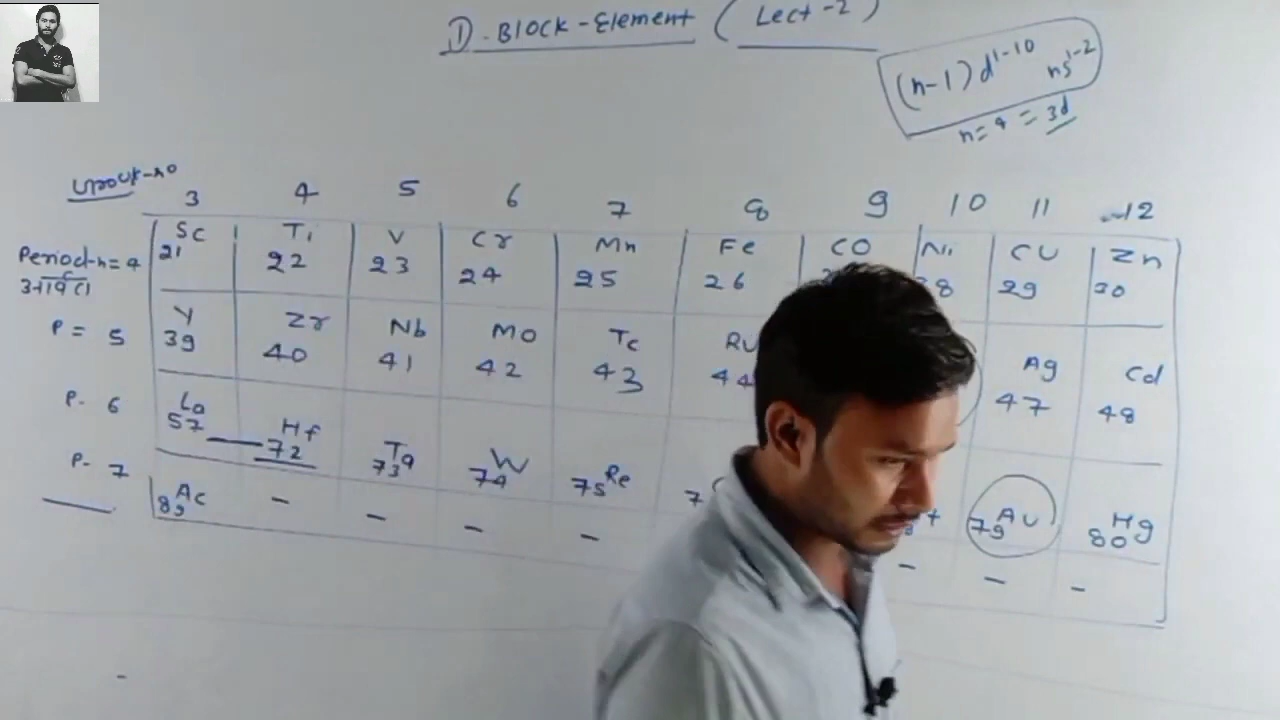 D. Block-Element (Lect-2)
(n-1) d¹⁻¹⁰ ns¹⁻²
n = 4 = 3d
Group-no 3 4 5 6 7 8 9 10 11 12
Sc Ti V Cr Mn Fe CO Ni CU Zn
Period-n=4 21 22 23 24 25 26 8 29 30
P = 5 Y Zr Nb Mo Tc Ru Ag Cd
39 40 41 42 43 44 47 48
P- 6 La Hf Ta W Re Au Hg
57 72 73 74 75 7 79 80
P- 7 Ac - - - - - - -
89